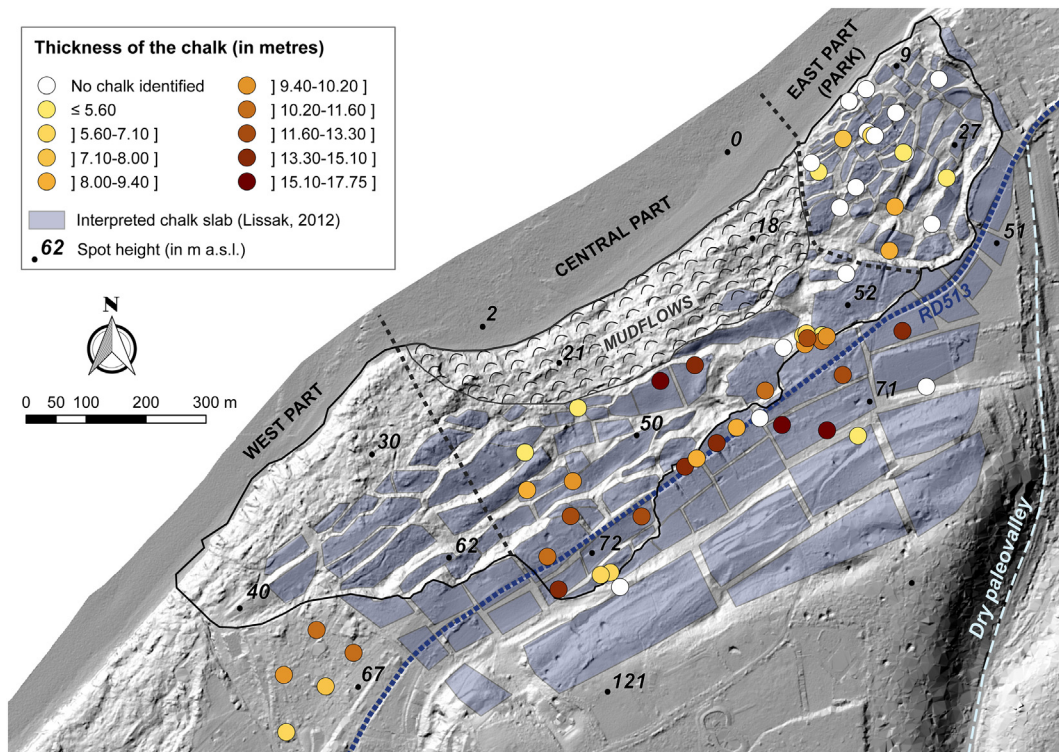 Thickness of the chalk (in metres)
No chalk identified
≤ 5.60
] 5.60-7.10 ]
] 7.10-8.00 ]
] 8.00-9.40 ]
] 9.40-10.20 ]
] 10.20-11.60 ]
] 11.60-13.30 ]
] 13.30-15.10 ]
] 15.10-17.75 ]
Interpreted chalk slab (Lissak, 2012)
62 Spot height (in m a.s.l.)
N
0 50 100 200 300 m
EAST PART
(PARK)
CENTRAL PART
WEST PART
MUDFLOWS
RD513
Dry paleovalley
9
0
27
18
51
52
2
21
71
50
30
62
72
40
67
121